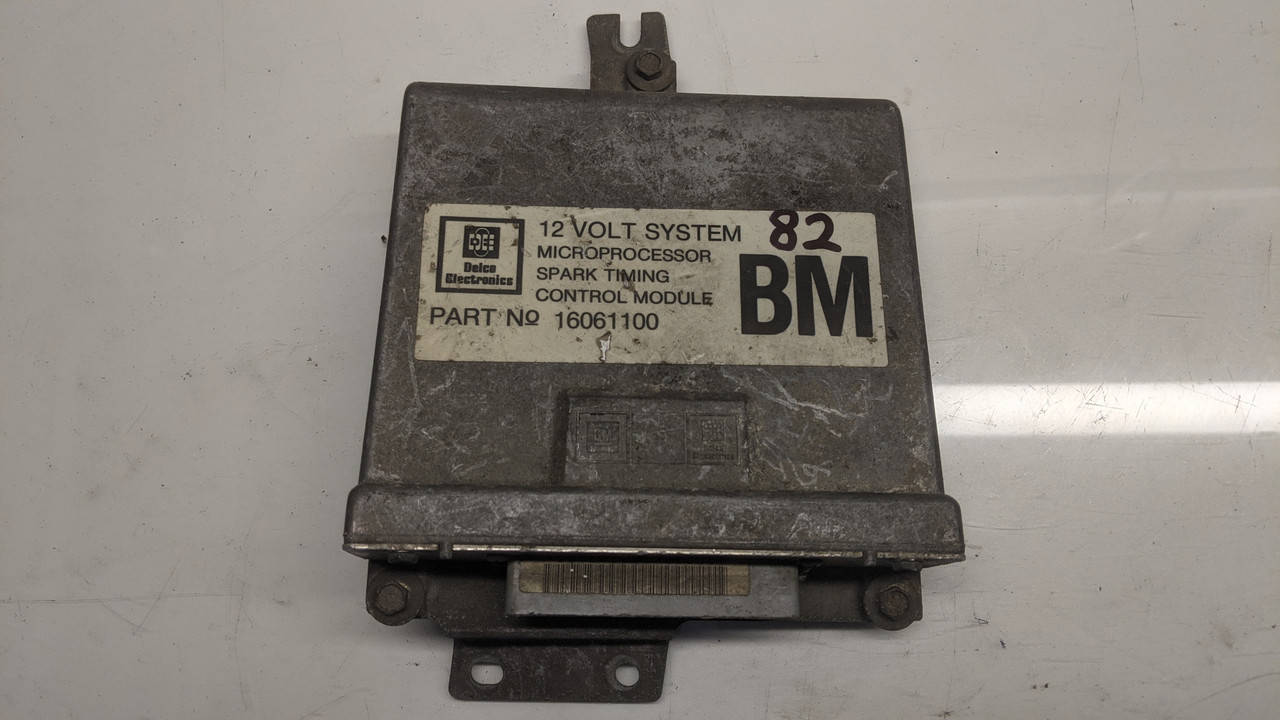 82
12 VOLT SYSTEM
MICROPROCESSOR
SPARK TIMING
CONTROL MODULE
BM
Delco
Electronics
PART Nº 16061100